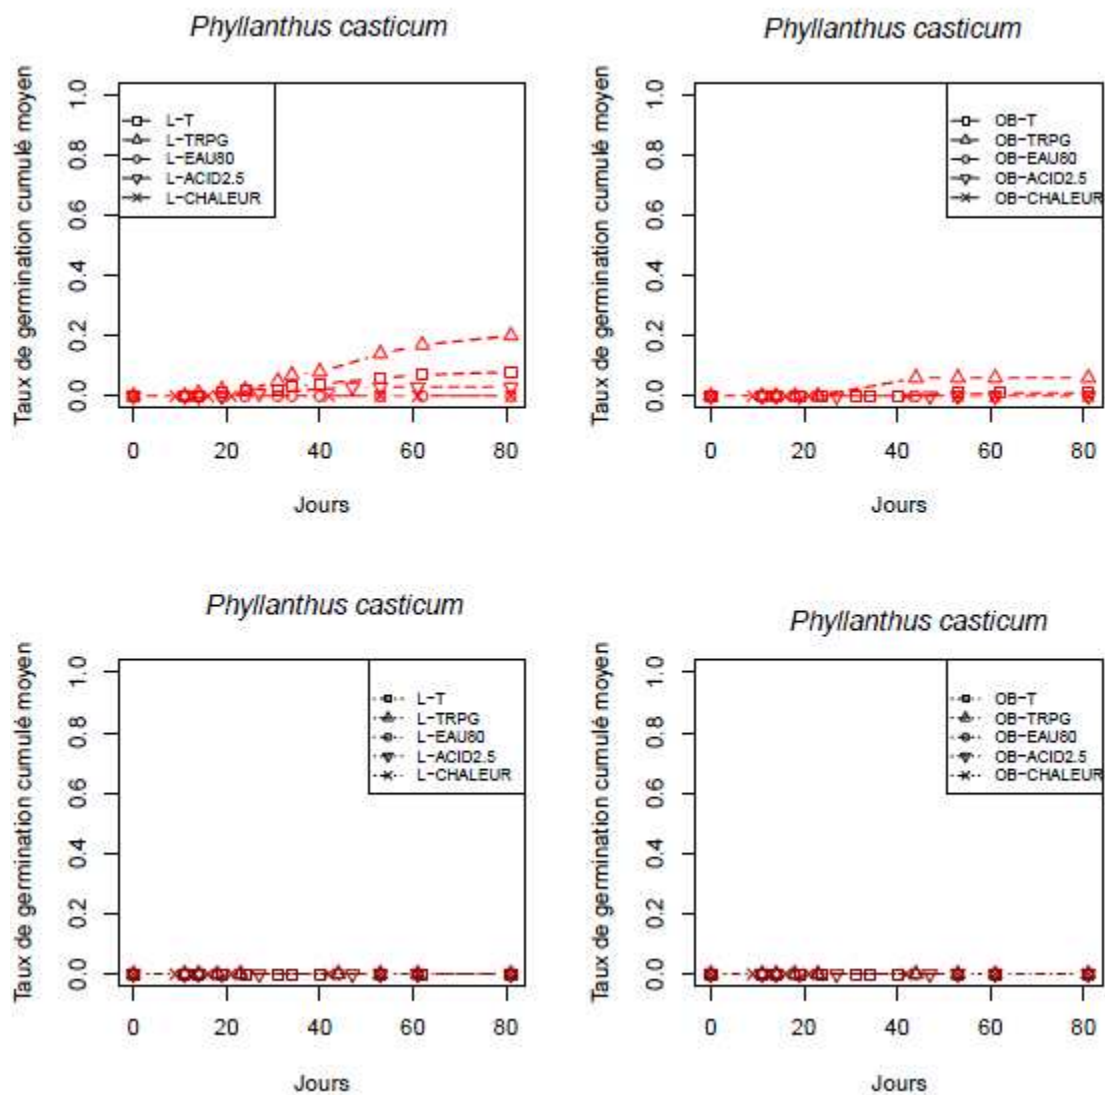 Phyllanthus casticum
Taux de germination cumulé moyen
1.0
0.8
0.6
0.4
0.2
0.0
L-T
L-TRPG
L-EAU80
L-ACID2.5
L-CHALEUR
0 20 40 60 80
Jours
Phyllanthus casticum
Taux de germination cumulé moyen
1.0
0.8
0.6
0.4
0.2
0.0
OB-T
OB-TRPG
OB-EAU80
OB-ACID2.5
OB-CHALEUR
0 20 40 60 80
Jours
Phyllanthus casticum
Taux de germination cumulé moyen
1.0
0.8
0.6
0.4
0.2
0.0
L-T
L-TRPG
L-EAU80
L-ACID2.5
L-CHALEUR
0 20 40 60 80
Jours
Phyllanthus casticum
Taux de germination cumulé moyen
1.0
0.8
0.6
0.4
0.2
0.0
OB-T
OB-TRPG
OB-EAU80
OB-ACID2.5
OB-CHALEUR
0 20 40 60 80
Jours